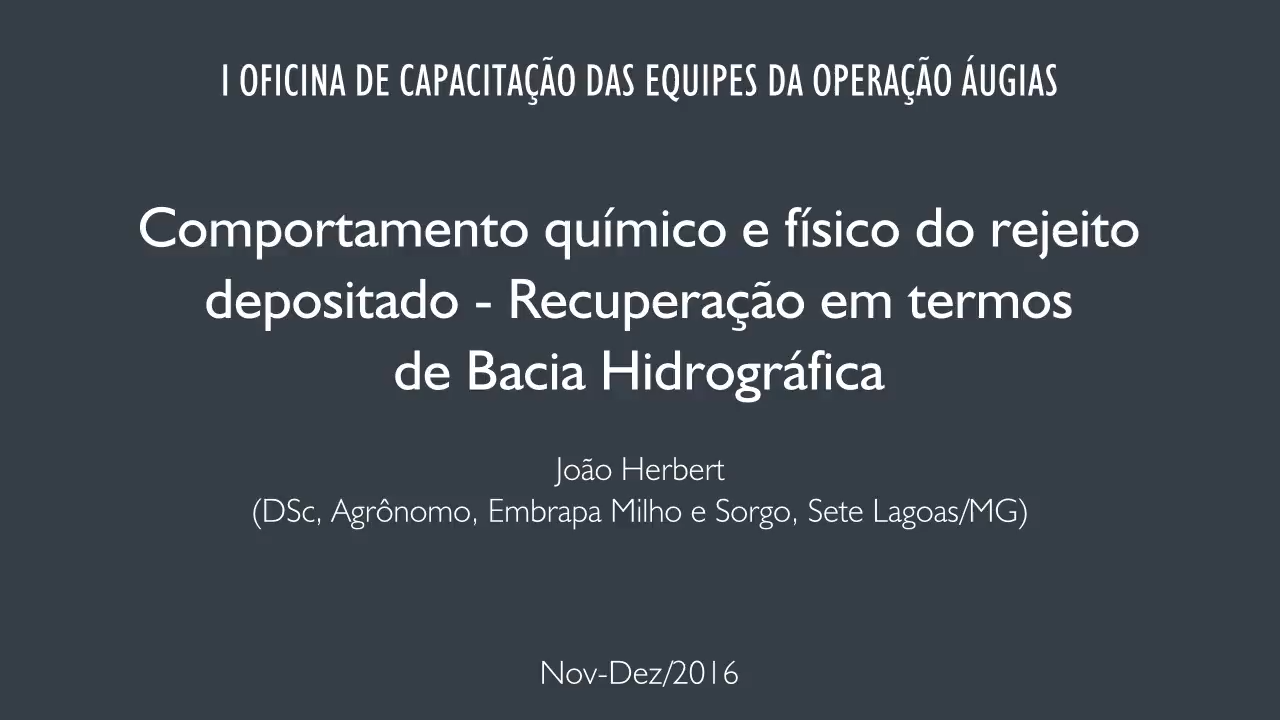 I OFICINA DE CAPACITAÇÃO DAS EQUIPES DA OPERAÇÃO ÁUGIAS
Comportamento químico e físico do rejeito
depositado - Recuperação em termos
de Bacia Hidrográfica
João Herbert
(DSc, Agrônomo, Embrapa Milho e Sorgo, Sete Lagoas/MG)
Nov-Dez/2016